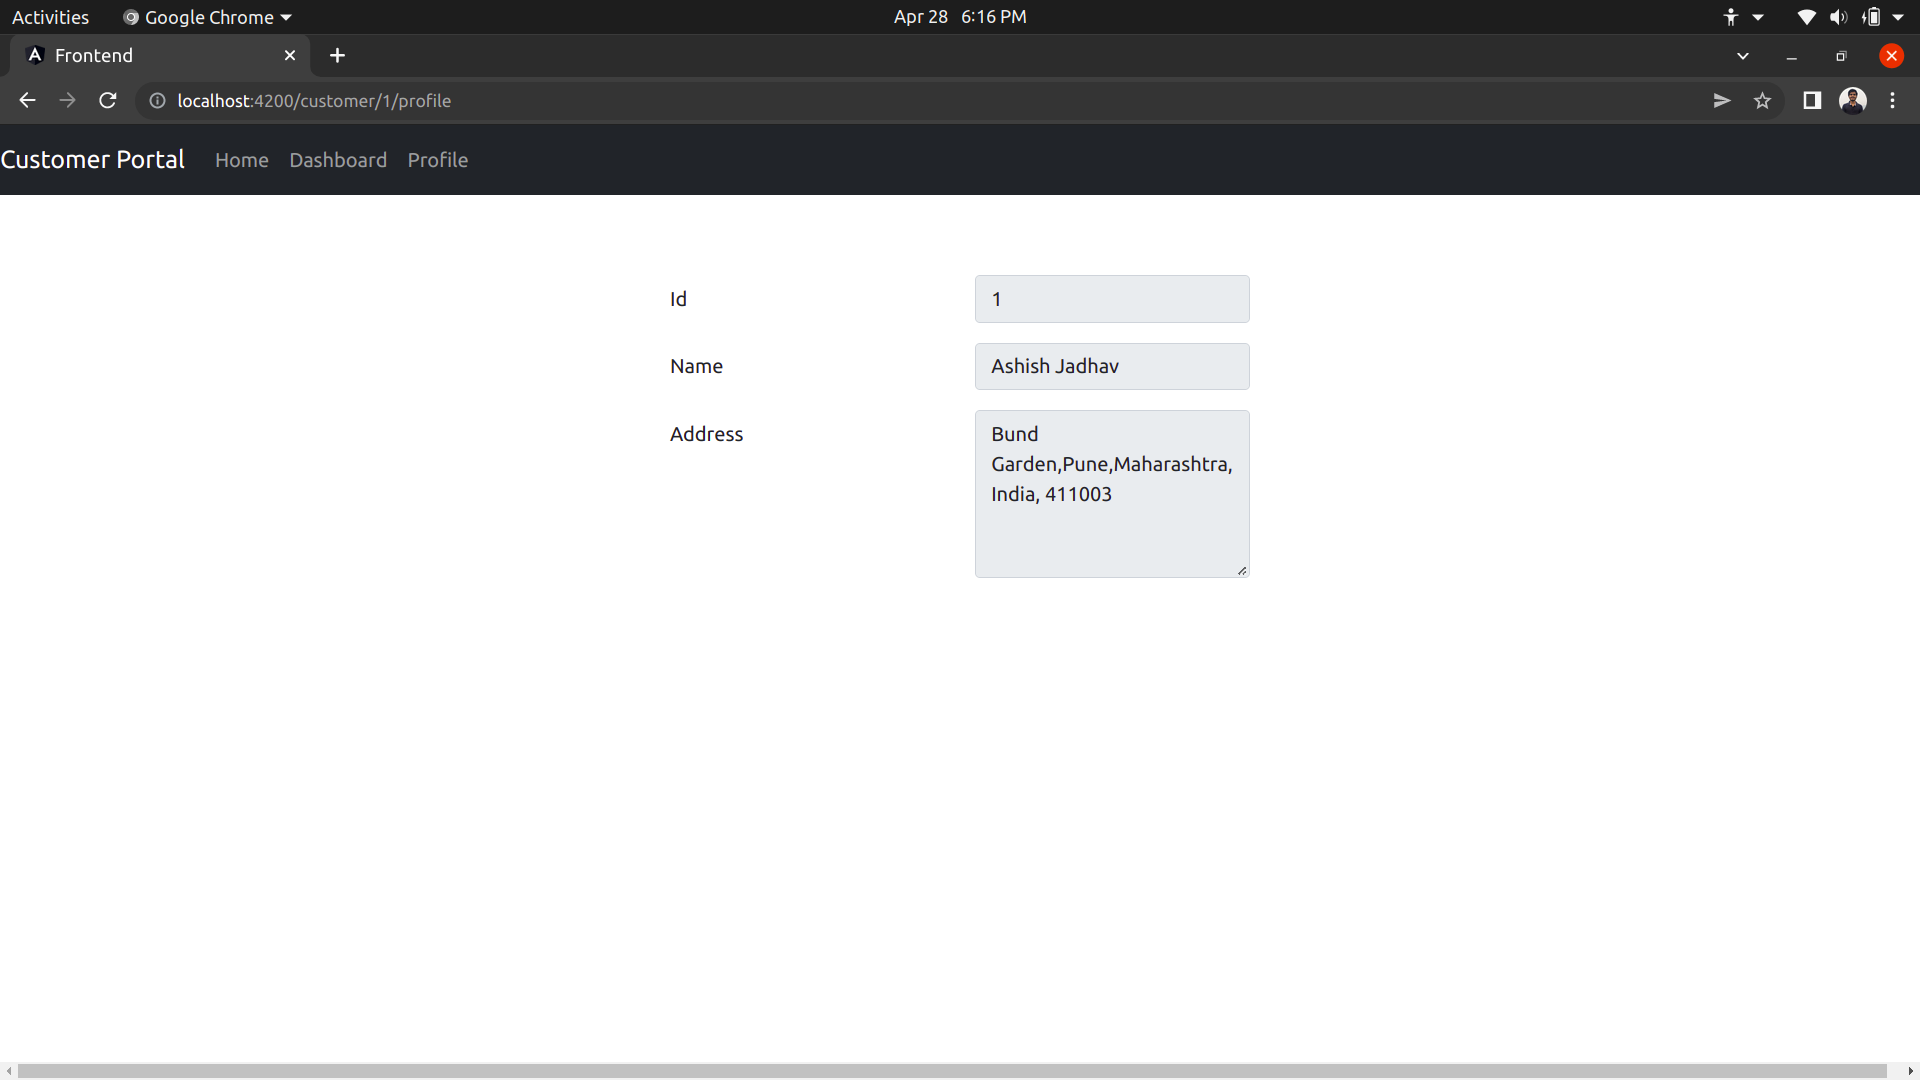 Activities Google Chrome Apr 28 6:16 PM
Frontend
localhost:4200/customer/1/profile
Customer Portal Home Dashboard Profile
Id 1
Name Ashish Jadhav
Address Bund
Garden,Pune,Maharashtra,
India, 411003